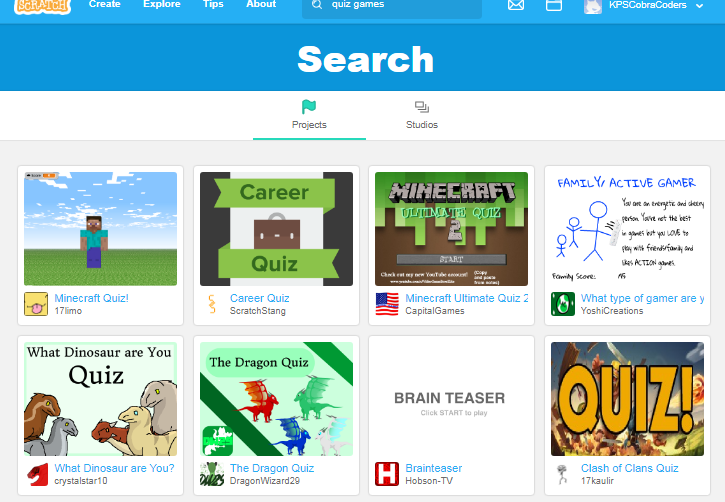 SCRATCH
Create Explore Tips About quiz games KPSCobraCoders
Search
Projects Studios
Minecraft Quiz!
17limo
Career
Quiz
Career Quiz
ScratchStang
MINECRAFT
ULTIMATE QUIZ
2
START
Check out my new YouTube account!
(Copy
and paste
from notes)
Minecraft Ultimate Quiz 2
CapitalGames
FAMILY/ ACTIVE GAMER
You are an energetic and cheery
person. You've not the best
in games but you LOVE to
play with friends/family and
likes ACTION games.
Family Score:
What type of gamer are y
YoshiCreations
What Dinosaur are You
Quiz
What Dinosaur are You?
crystalstar10
The Dragon Quiz
The Dragon Quiz
DragonWizard29
BRAIN TEASER
Click START to play
H
Brainteaser
Hobson-TV
QUIZ!
Clash of Clans Quiz
17kaulir